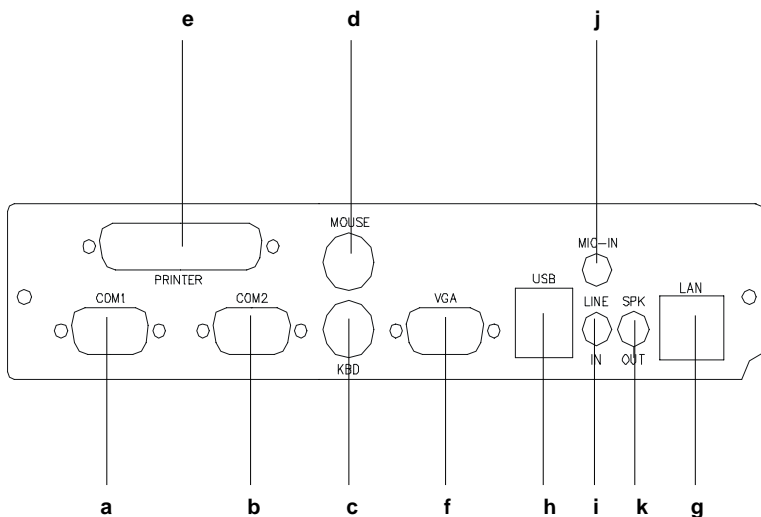 e d j
MOUSE
MIC-IN
PRINTER
USB
LAN
COM1 COM2 VGA LINE SPK
KBD IN OUT
a b c f h i k g